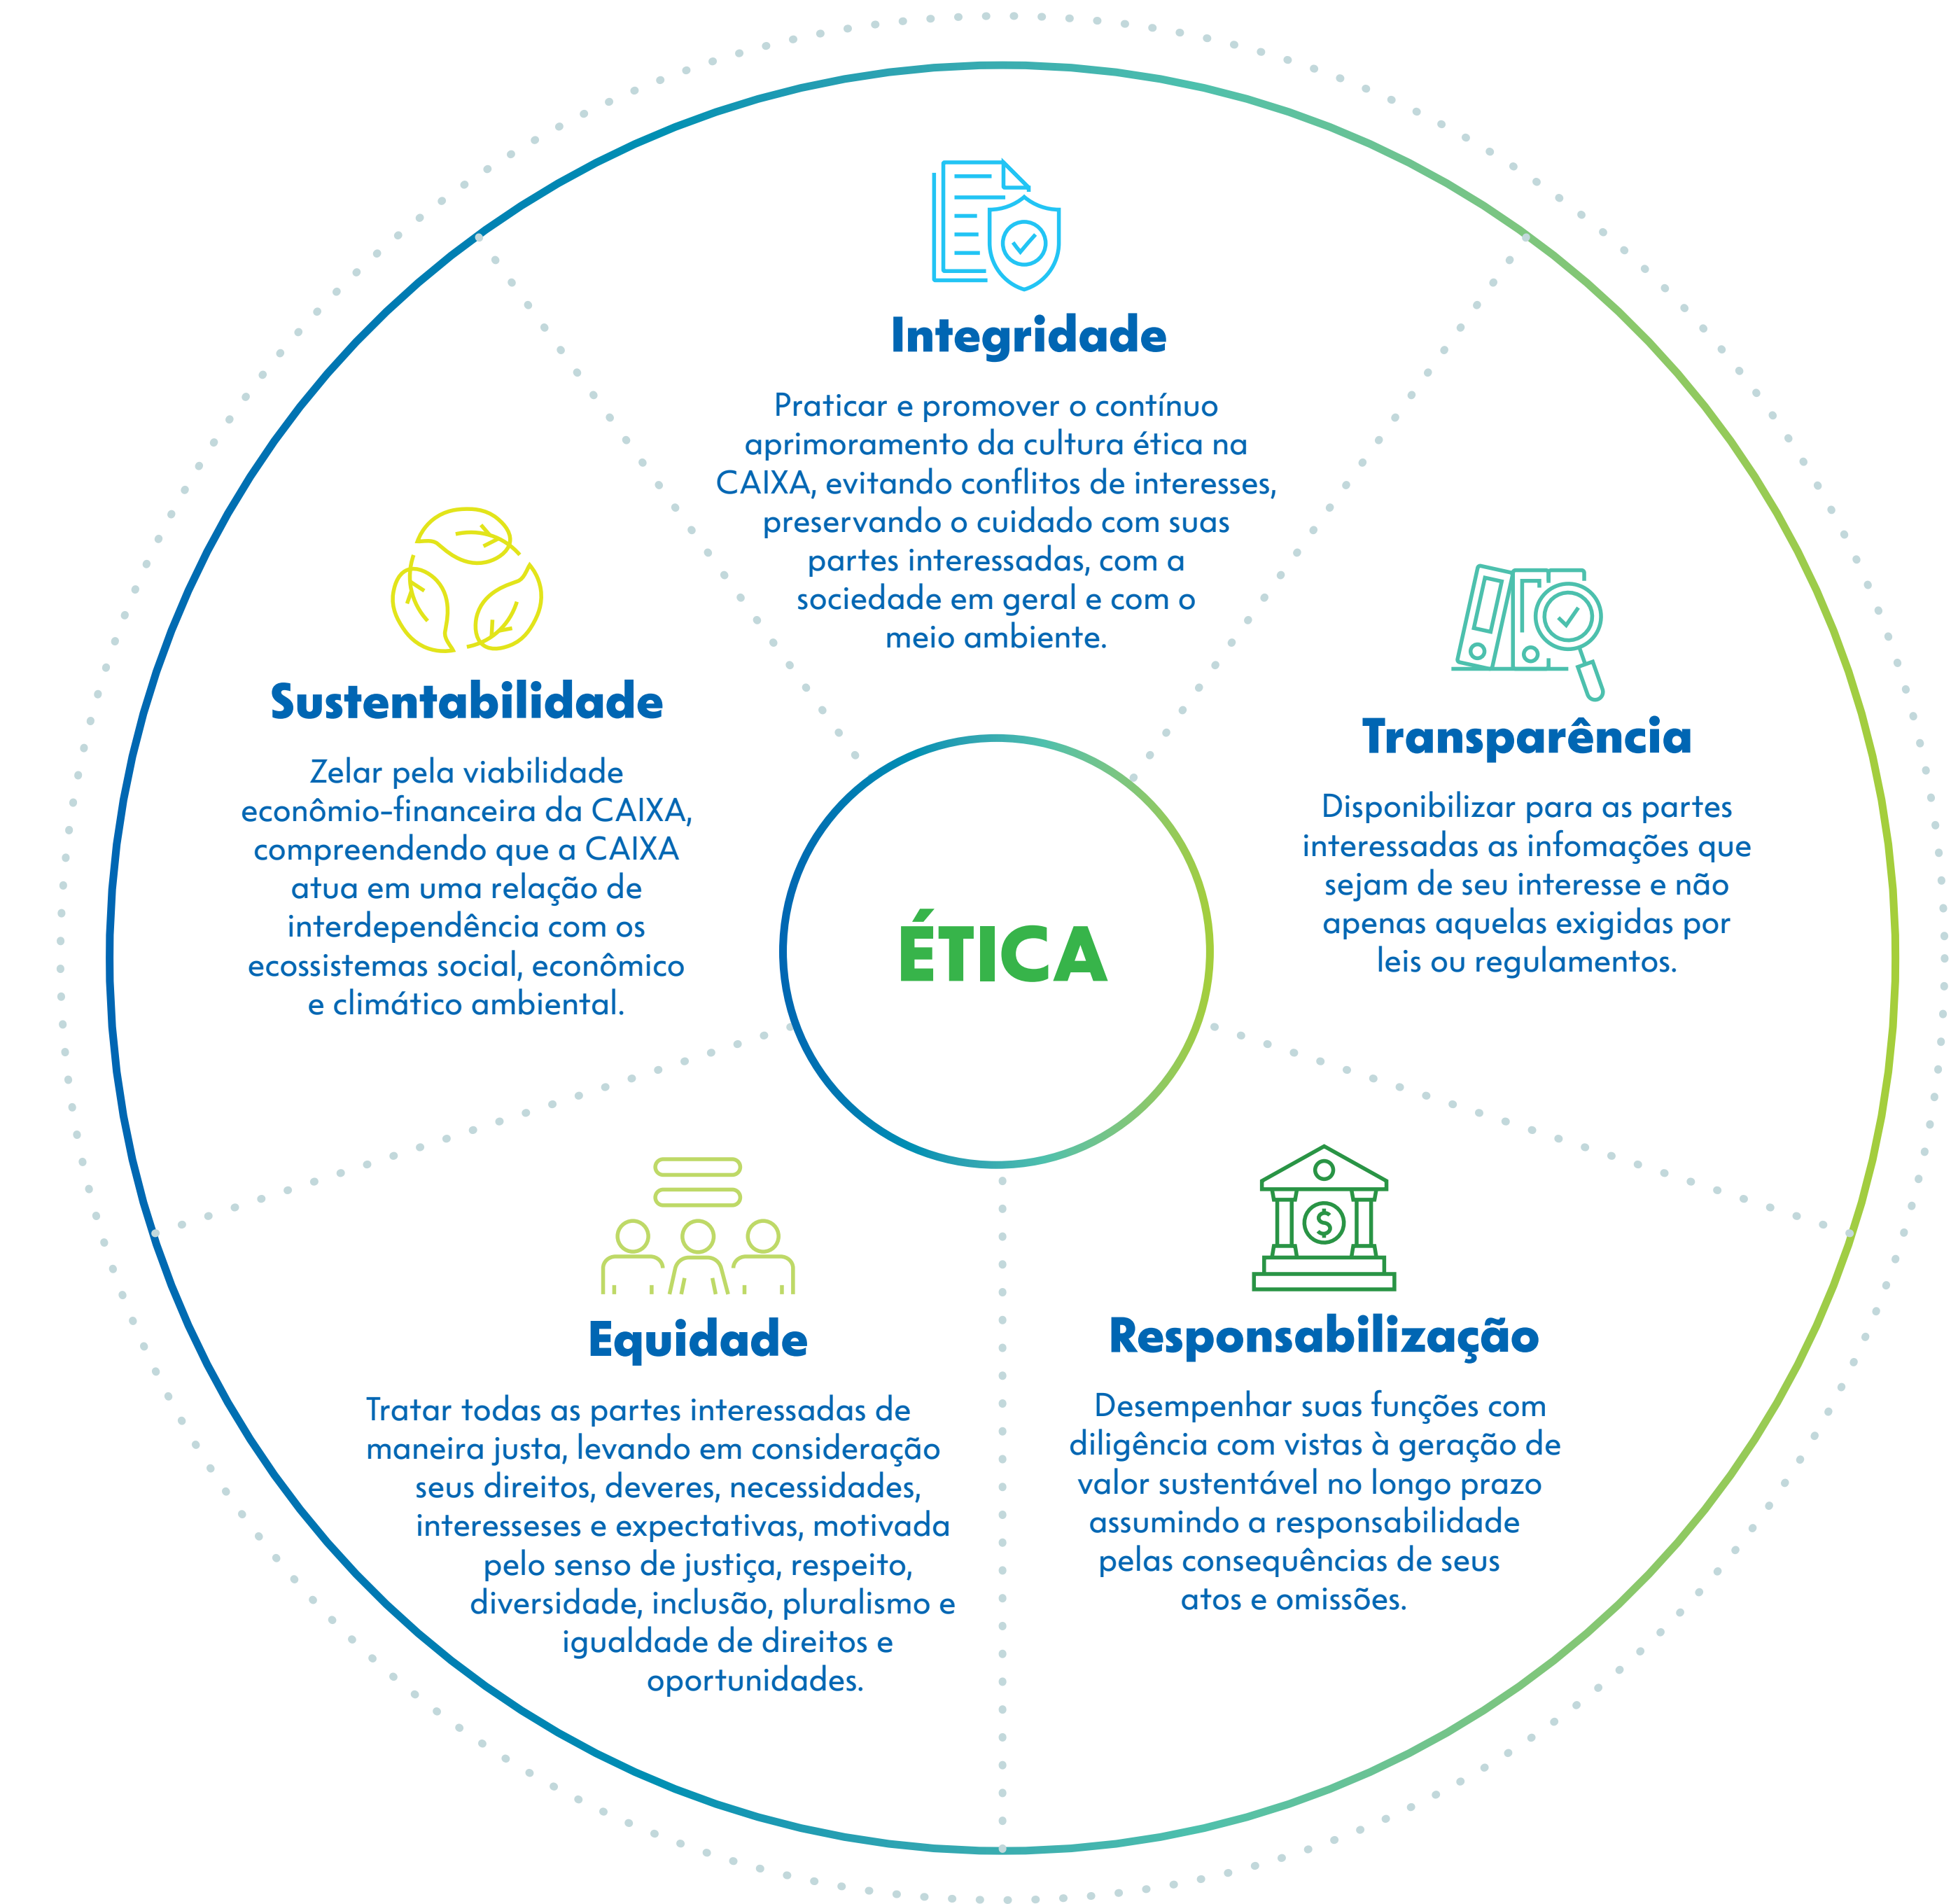 Integridade
Praticar e promover o contínuo
aprimoramento da cultura ética na
CAIXA, evitando conflitos de interesses,
preservando o cuidado com suas
partes interessadas, com a
sociedade em geral e com o
meio ambiente.
Transparência
Disponibilizar para as partes
interessadas as infomações que
sejam de seu interesse e não
apenas aquelas exigidas por
leis ou regulamentos.
Sustentabilidade
Zelar pela viabilidade
econômio-financeira da CAIXA,
compreendendo que a CAIXA
atua em uma relação de
interdependência com os
ecossistemas social, econômico
e climático ambiental.
ÉTICA
Equidade
Tratar todas as partes interessadas de
maneira justa, levando em consideração
seus direitos, deveres, necessidades,
interesseses e expectativas, motivada
pelo senso de justiça, respeito,
diversidade, inclusão, pluralismo e
igualdade de direitos e
oportunidades.
$
Responsabilização
Desempenhar suas funções com
diligência com vistas à geração de
valor sustentável no longo prazo
assumindo a responsabilidade
pelas consequências de seus
atos e omissões.